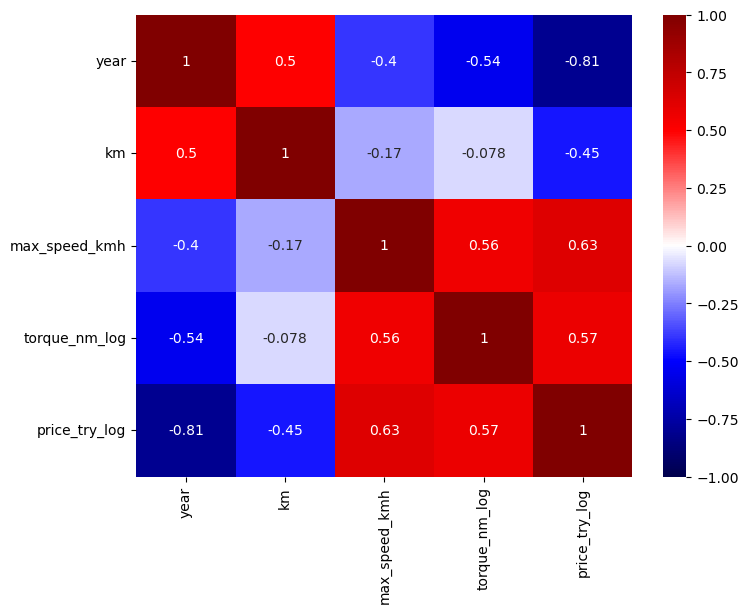 year 1 0.5 -0.4 -0.54 -0.81
km 0.5 1 -0.17 -0.078 -0.45
max_speed_kmh -0.4 -0.17 1 0.56 0.63
torque_nm_log -0.54 -0.078 0.56 1 0.57
price_try_log -0.81 -0.45 0.63 0.57 1
year km max_speed_kmh torque_nm_log price_try_log
1.00
0.75
0.50
0.25
0.00
−0.25
−0.50
−0.75
−1.00